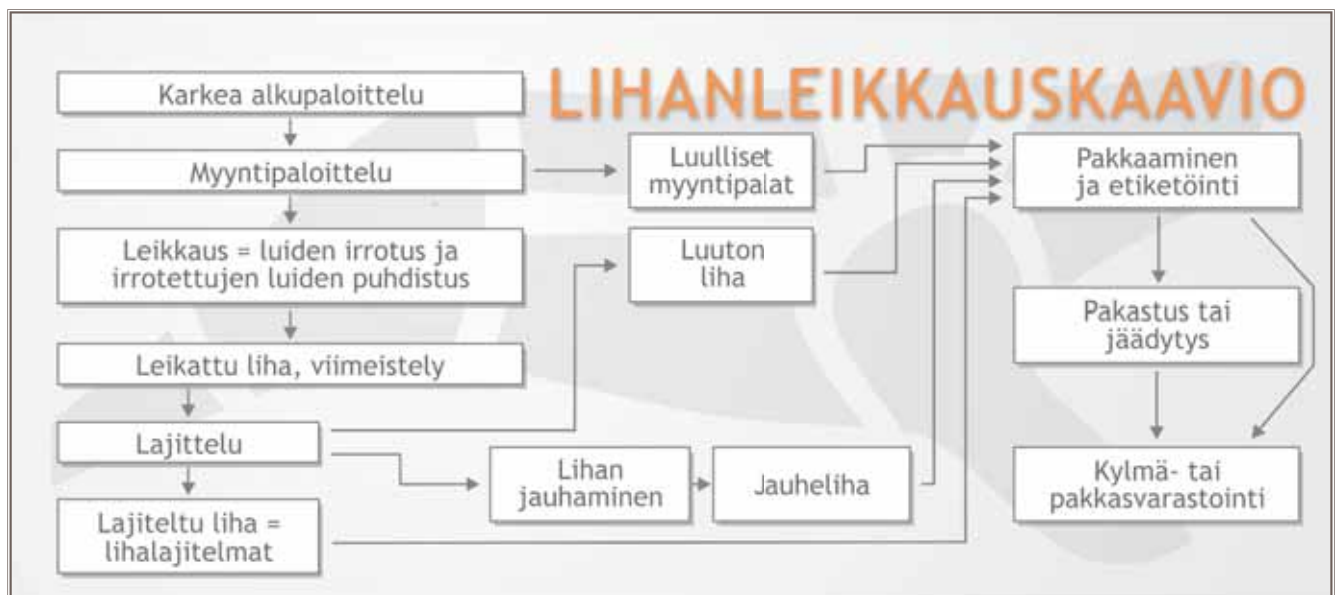 LIHANLEIKKAUSKAAVIO
Karkea alkupaloittelu
Myyntipaloittelu
Leikkaus = luiden irrotus ja
irrotettujen luiden puhdistus
Leikattu liha, viimeistely
Lajittelu
Lajiteltu liha =
lihalajitelmat
Luulliset
myyntipalat
Luuton
liha
Lihan
jauhaminen
Jauheliha
Pakkaaminen
ja etiketöinti
Pakastus tai
jäädytys
Kylmä- tai
pakkasvarastointi